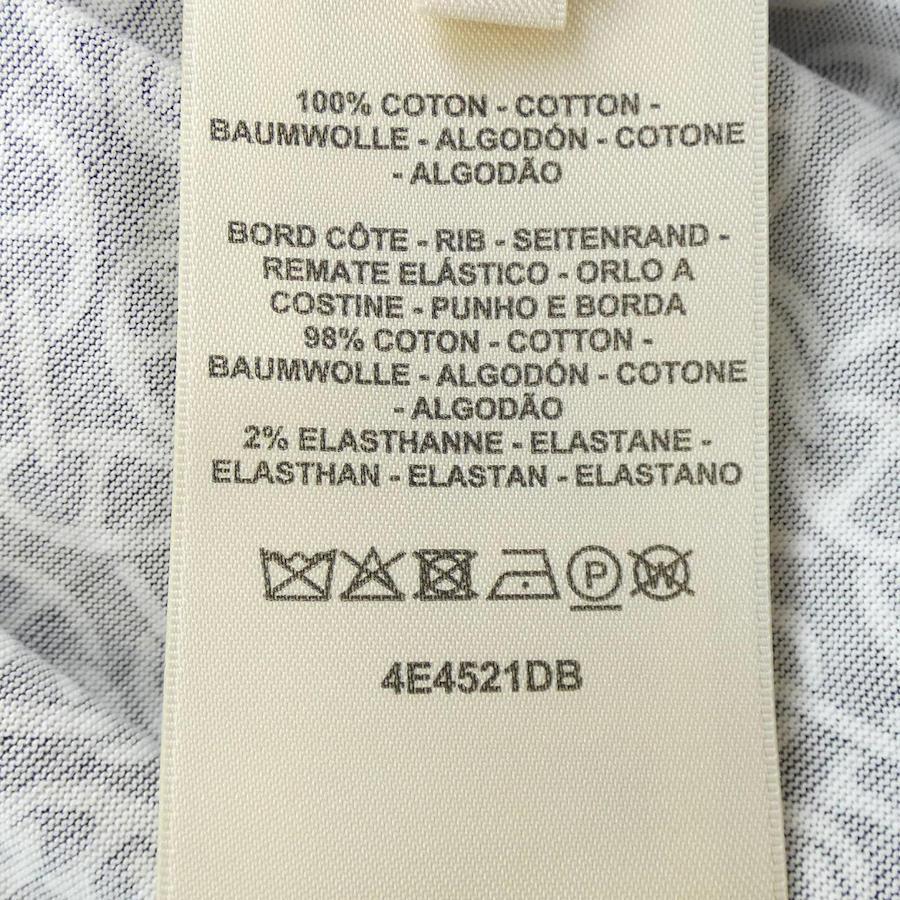 100% COTON - COTTON -
BAUMWOLLE - ALGODÓN - COTONE
- ALGODÃO
BORD CÔTE - RIB - SEITENRAND -
REMATE ELÁSTICO - ORLO A
COSTINE - PUNHO E BORDA
98% COTON - COTTON -
BAUMWOLLE - ALGODÓN - COTONE
- ALGODÃO
2% ELASTHANNE - ELASTANE -
ELASTHAN - ELASTAN - ELASTANO
P W
4E4521DB